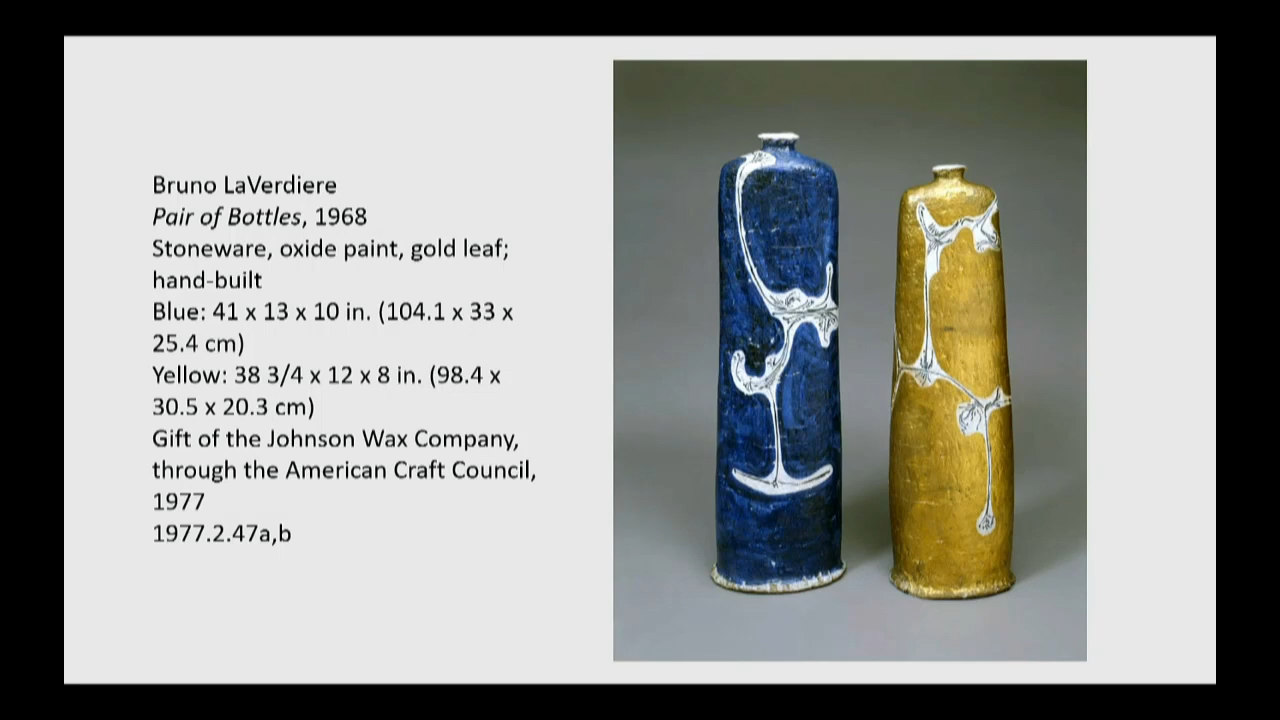 Bruno LaVerdiere
Pair of Bottles, 1968
Stoneware, oxide paint, gold leaf;
hand-built
Blue: 41 x 13 x 10 in. (104.1 x 33 x
25.4 cm)
Yellow: 38 3/4 x 12 x 8 in. (98.4 x
30.5 x 20.3 cm)
Gift of the Johnson Wax Company,
through the American Craft Council,
1977
1977.2.47a,b